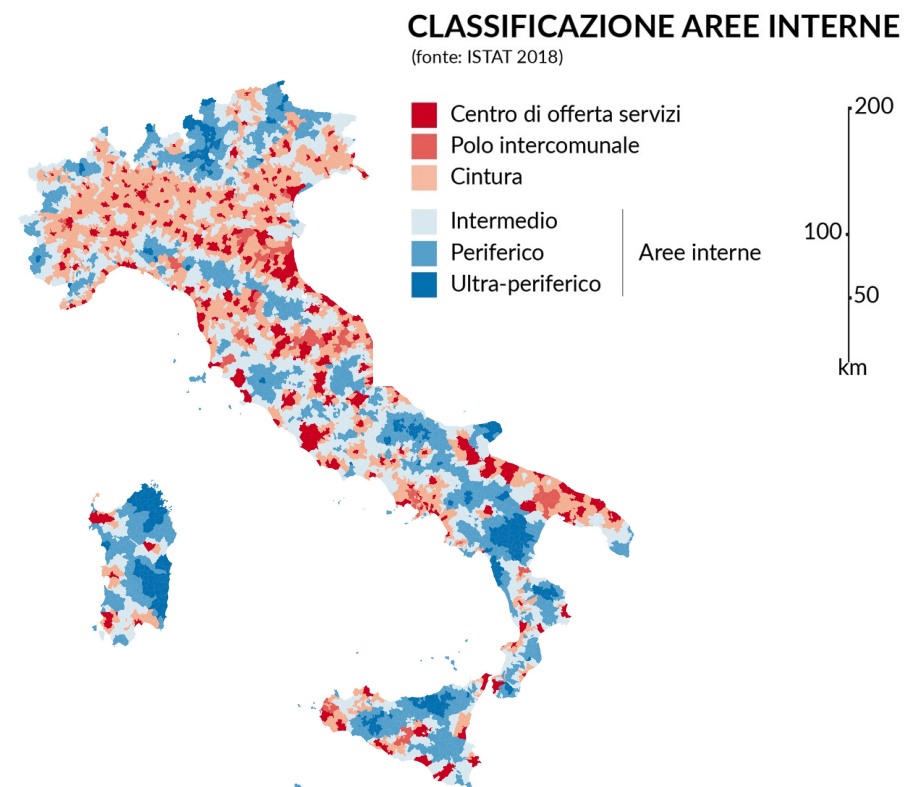 CLASSIFICAZIONE AREE INTERNE
(fonte: ISTAT 2018)
Centro di offerta servizi
Polo intercomunale
Cintura
Intermedio
Periferico
Ultra-periferico
Aree interne
200
100
50
km